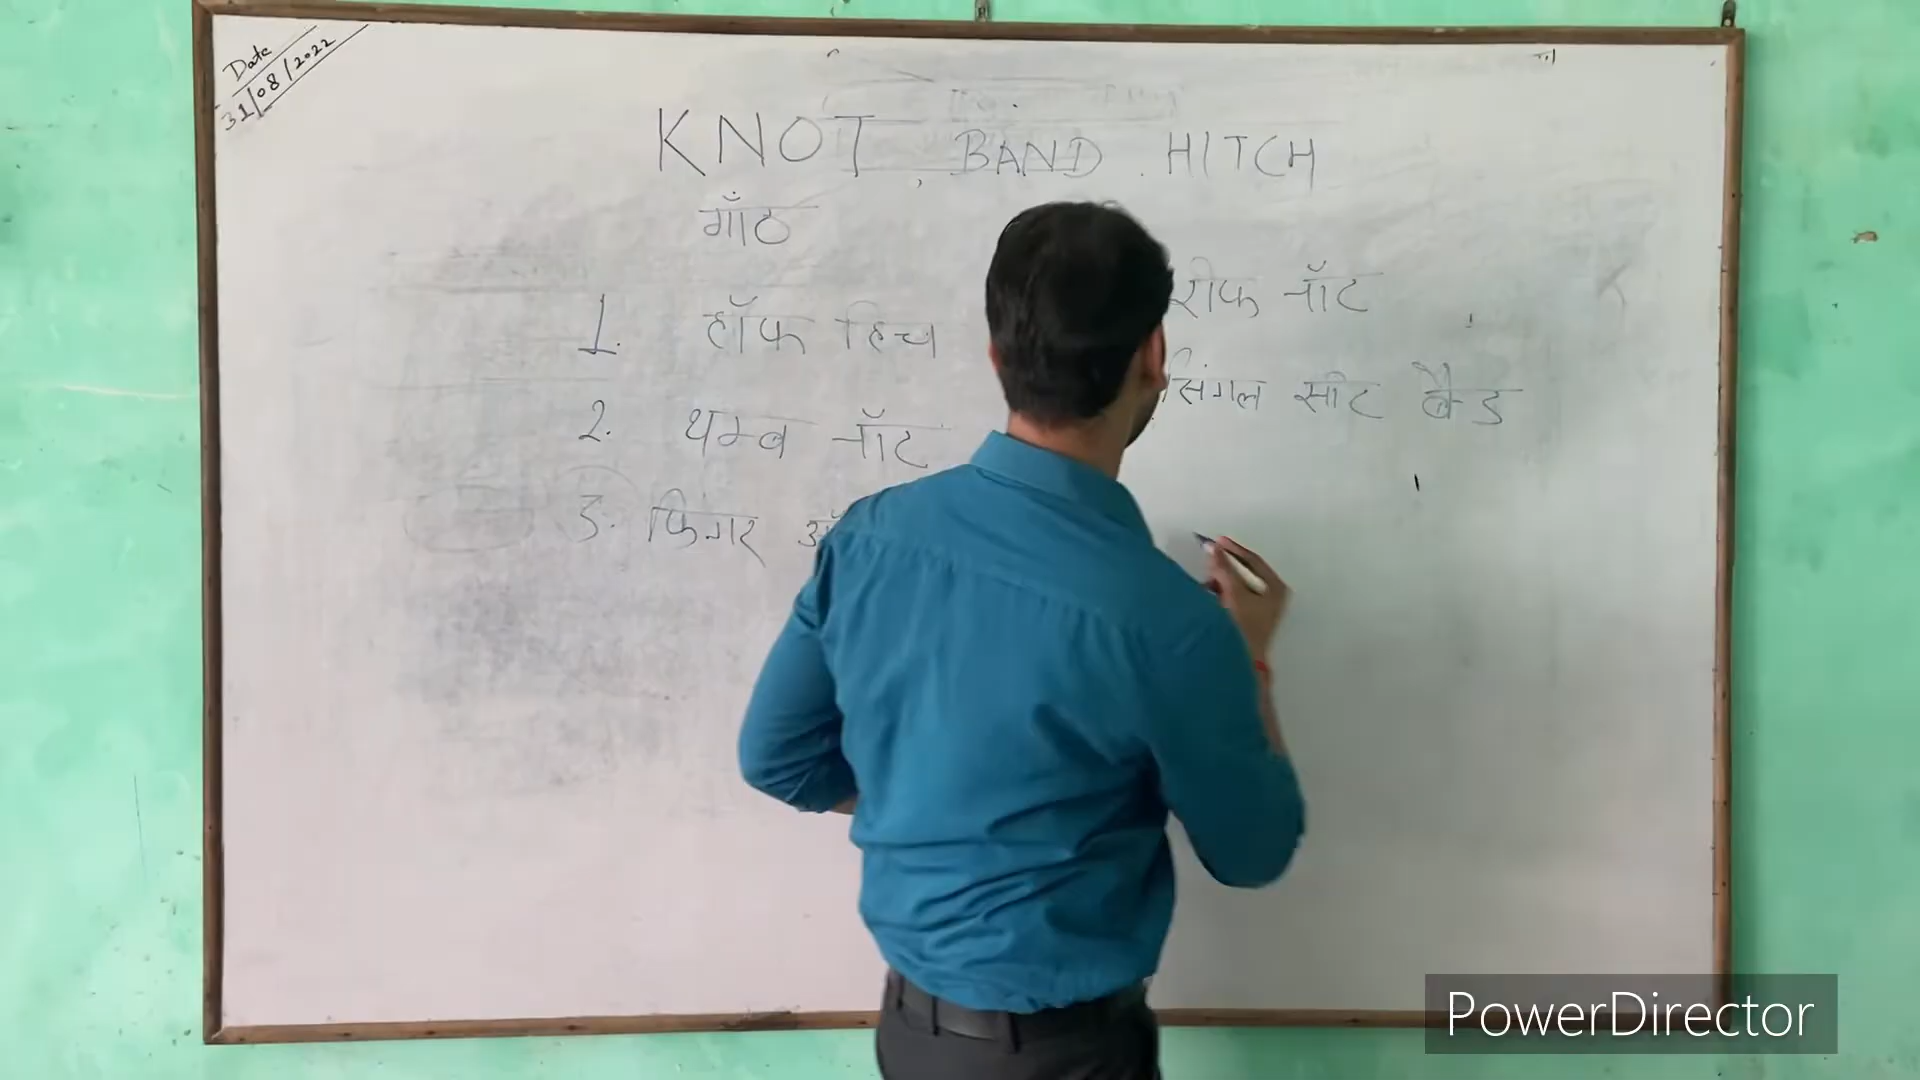 Date
31/08/2022
KNOT, BAND, HITCH
गाँठ
1. हॉफ हिच
2. थम्ब नॉट
3. फिंगर
रीफ नॉट
सिंगल सीट बैंड
PowerDirector